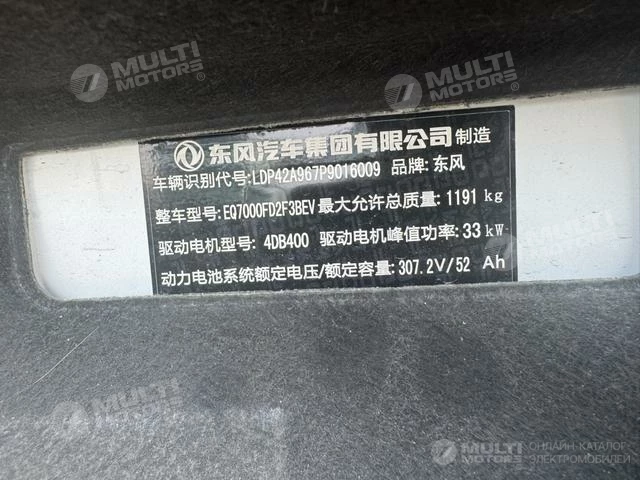 MULTI
MOTORS®
MULTI
MOTORS®
东风汽车集团有限公司 制造
车辆识别代号:LDP42A967P9016009 品牌:东风
整车型号:EQ7000FD2F3BEV 最大允许总质量:1191 kg
驱动电机型号: 4DB400 驱动电机峰值功率:33 kW
动力电池系统额定电压/额定容量:307.2V/52 Ah
MULTI
MOTORS®
MULTI
MOTORS®
MULTI
MOTORS®
ОНЛАЙН-КАТАЛОГ
ЭЛЕКТРОМОБИЛЕЙ